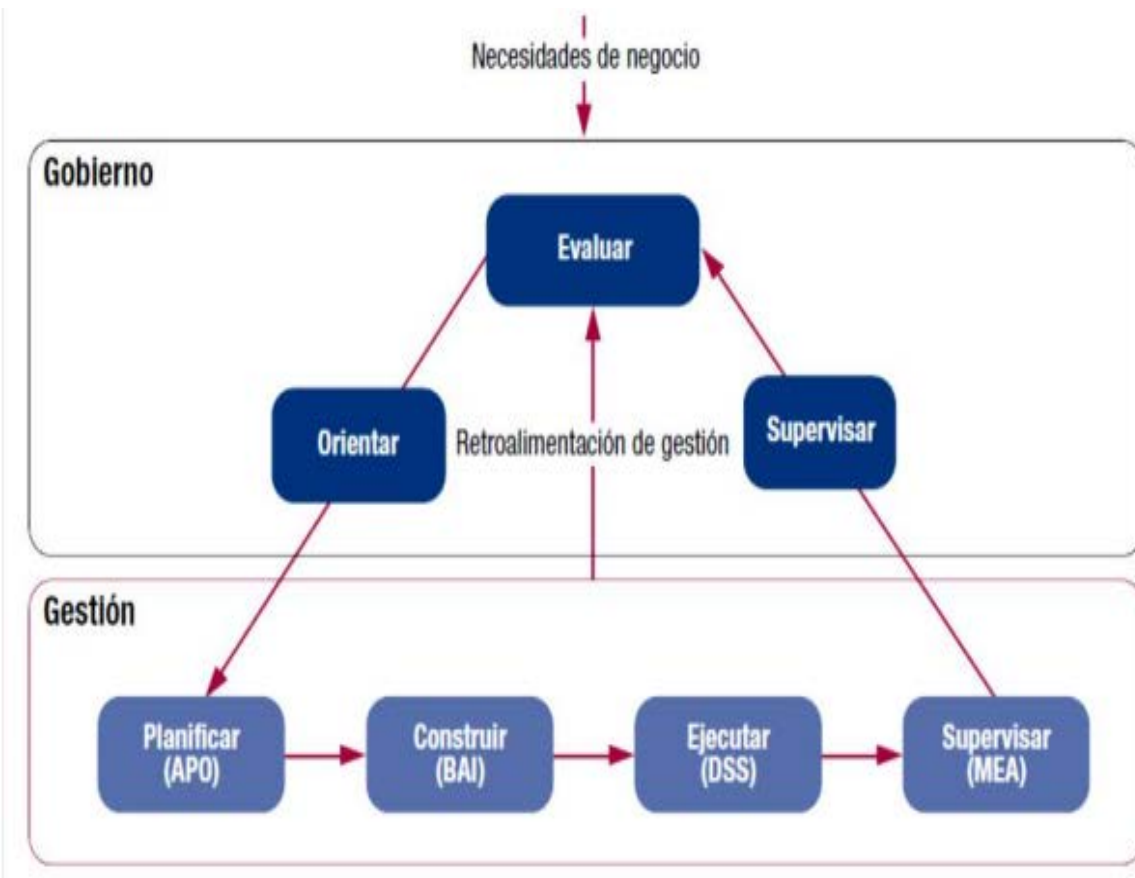 Necesidades de negocio
Gobierno
Evaluar
Orientar
Retroalimentación de gestión
Supervisar
Gestión
Planificar
(APO)
Construir
(BAI)
Ejecutar
(DSS)
Supervisar
(MEA)